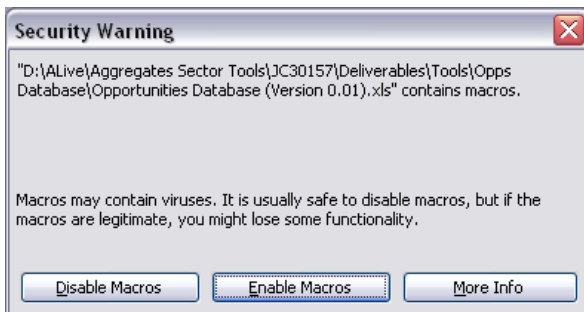 Security Warning
"D:\ALive\Aggregates Sector Tools\JC30157\Deliverables\Tools\Opps
Database\Opportunities Database (Version 0.01).xls" contains macros.
Macros may contain viruses. It is usually safe to disable macros, but if the
macros are legitimate, you might lose some functionality.
Disable Macros
Enable Macros
More Info